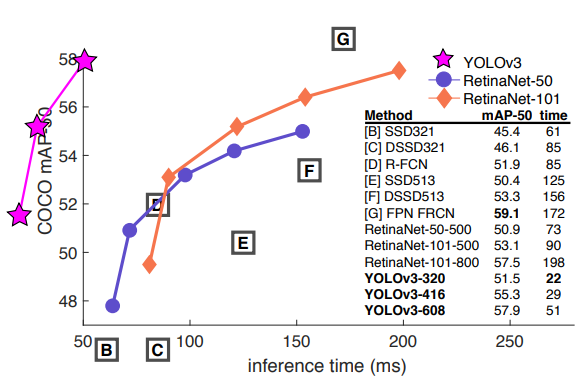 G
58
56
54
52
50
48
COCO mAP-50
D
E
F
B
C
50
100
150
200
250
inference time (ms)
YOLOv3
RetinaNet-50
RetinaNet-101
Method mAP-50 time
[B] SSD321 45.4 61
[C] DSSD321 46.1 85
[D] R-FCN 51.9 85
[E] SSD513 50.4 125
[F] DSSD513 53.3 156
[G] FPN FRCN 59.1 172
RetinaNet-50-500 50.9 73
RetinaNet-101-500 53.1 90
RetinaNet-101-800 57.5 198
YOLOv3-320 51.5 22
YOLOv3-416 55.3 29
YOLOv3-608 57.9 51